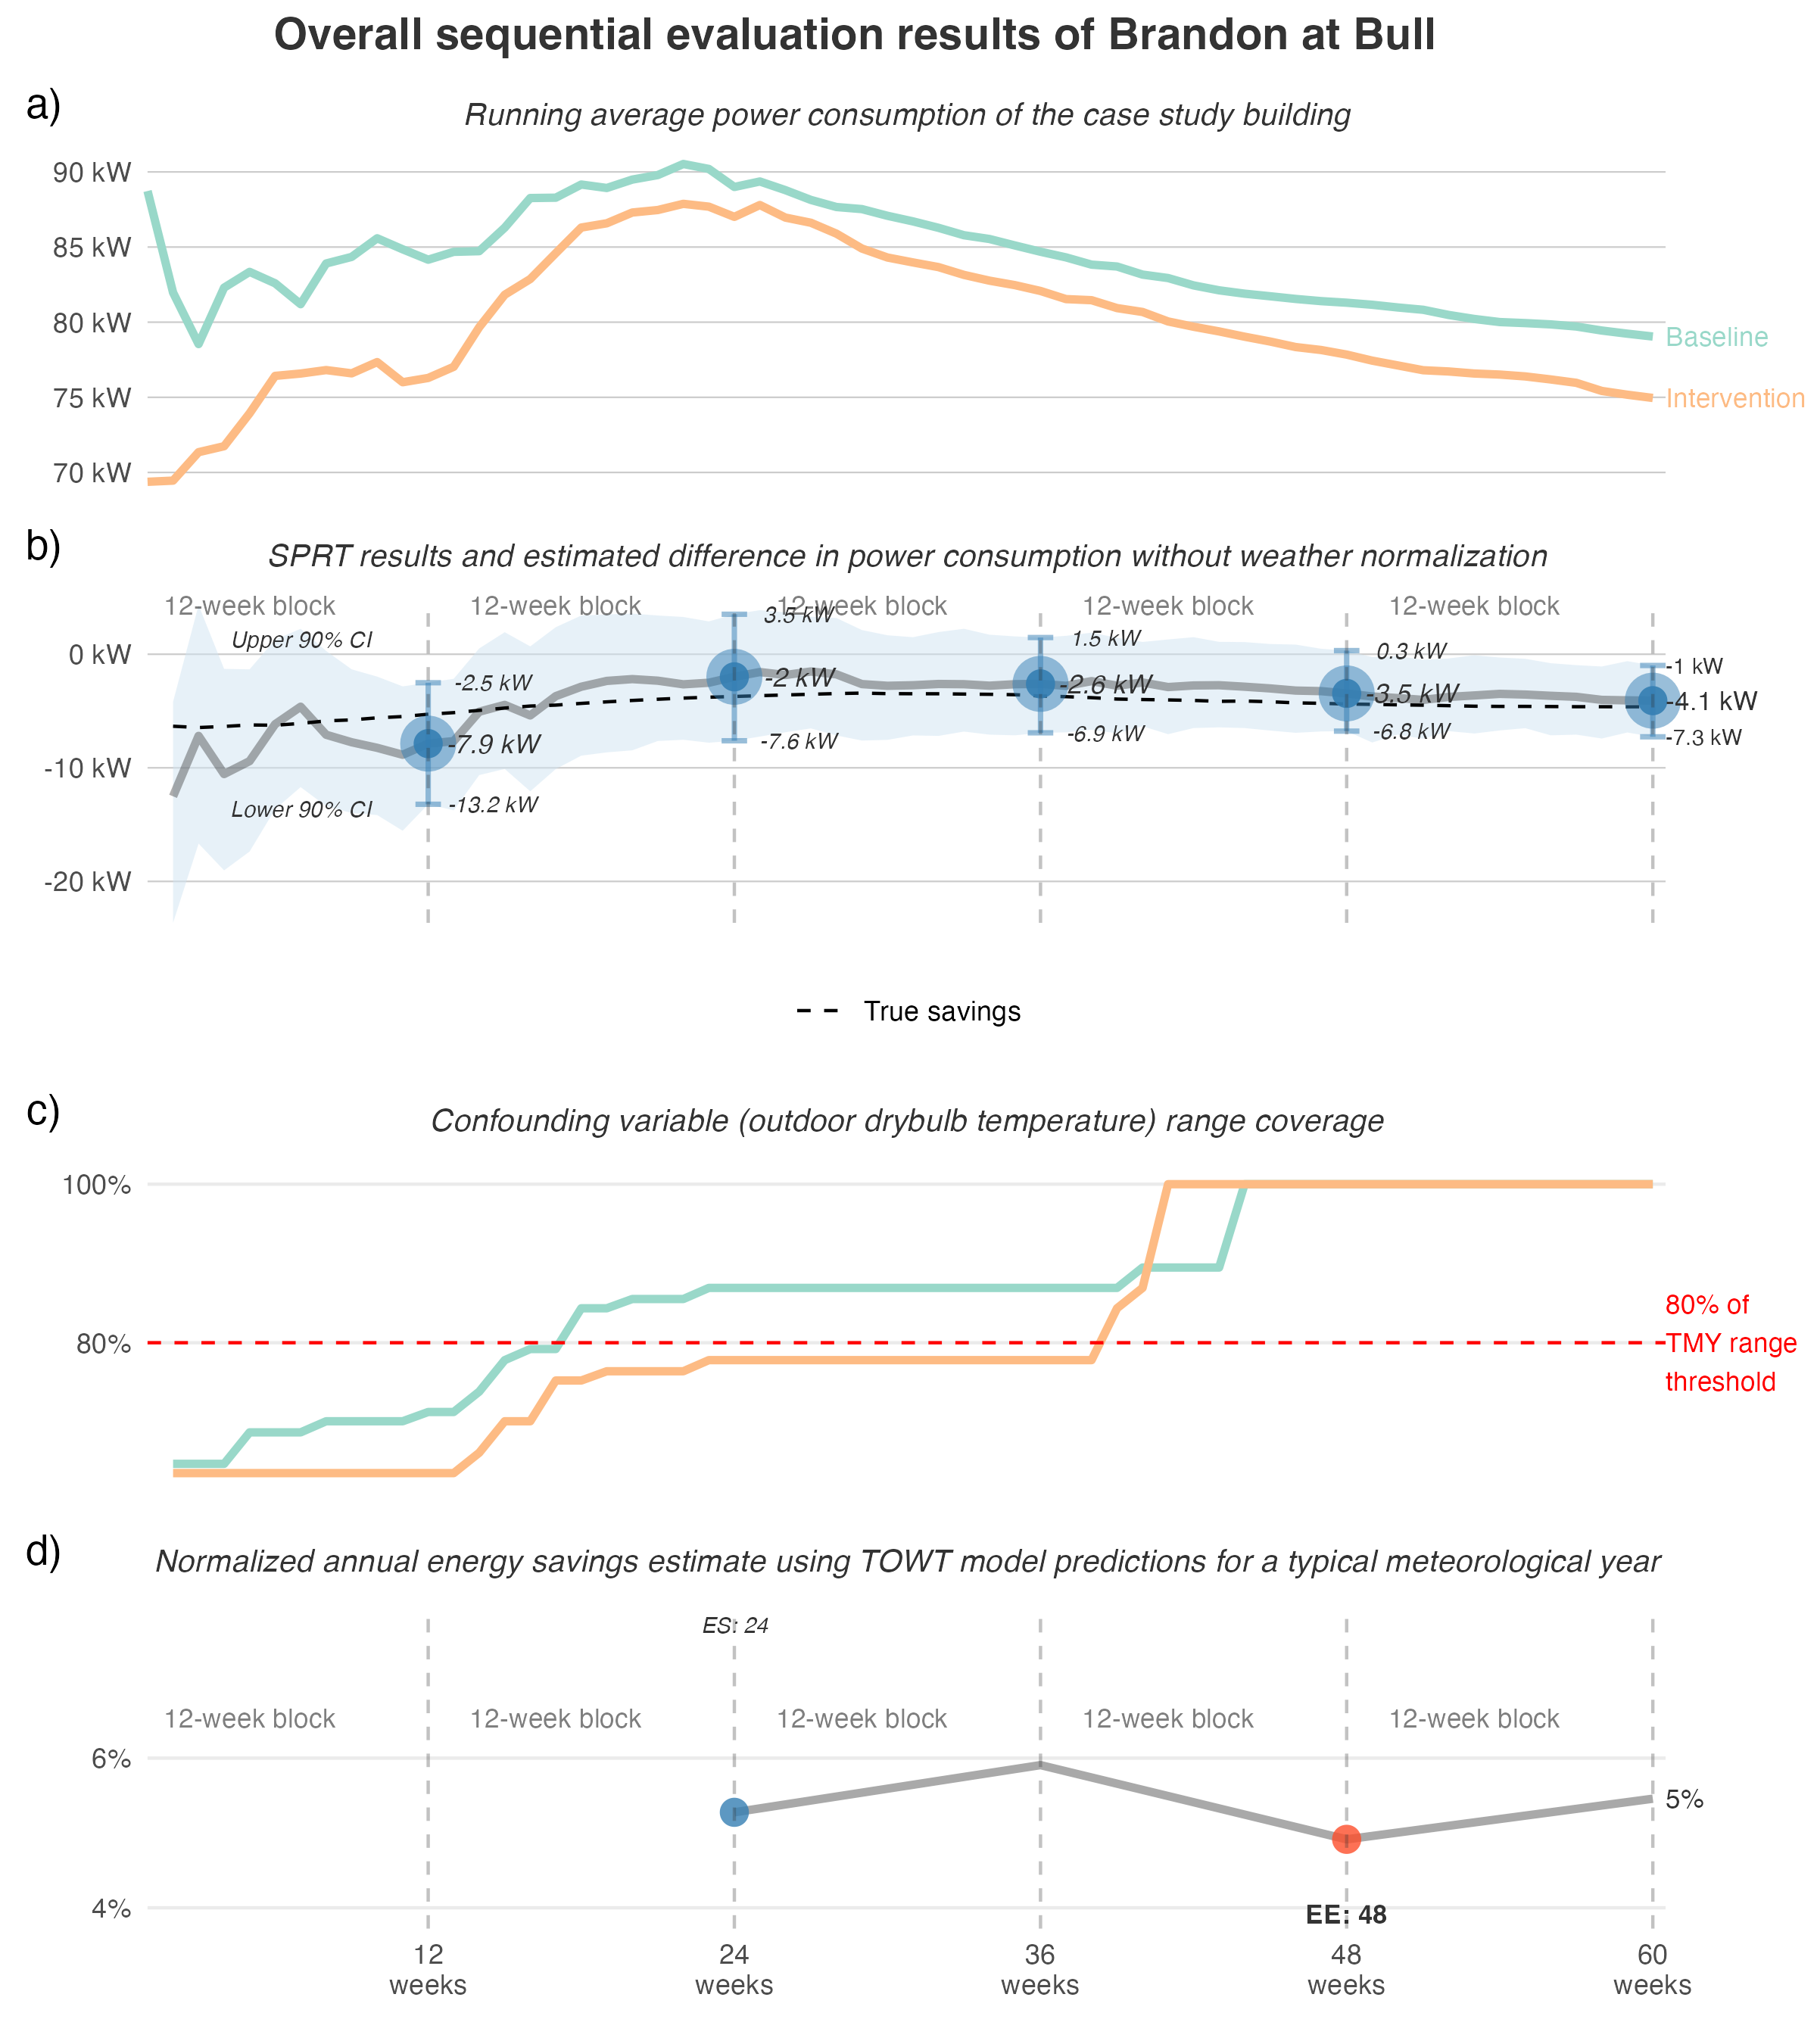 Overall sequential evaluation results of Brandon at Bull
a)
Running average power consumption of the case study building
90 kW
85 kW
80 kW
75 kW
70 kW
Baseline
Intervention
b)
SPRT results and estimated difference in power consumption without weather normalization
12-week block
12-week block
12-week block
12-week block
12-week block
Upper 90% CI
Lower 90% CI
0 kW
-10 kW
-20 kW
-2.5 kW
-7.9 kW
-13.2 kW
3.5 kW
-2 kW
-7.6 kW
1.5 kW
-2.6 kW
-6.9 kW
0.3 kW
-3.5 kW
-6.8 kW
-1 kW
-4.1 kW
-7.3 kW
True savings
c)
Confounding variable (outdoor drybulb temperature) range coverage
100%
80%
80% of
TMY range
threshold
d)
Normalized annual energy savings estimate using TOWT model predictions for a typical meteorological year
ES: 24
12-week block
12-week block
12-week block
12-week block
12-week block
6%
4%
5%
EE: 48
12
weeks
24
weeks
36
weeks
48
weeks
60
weeks